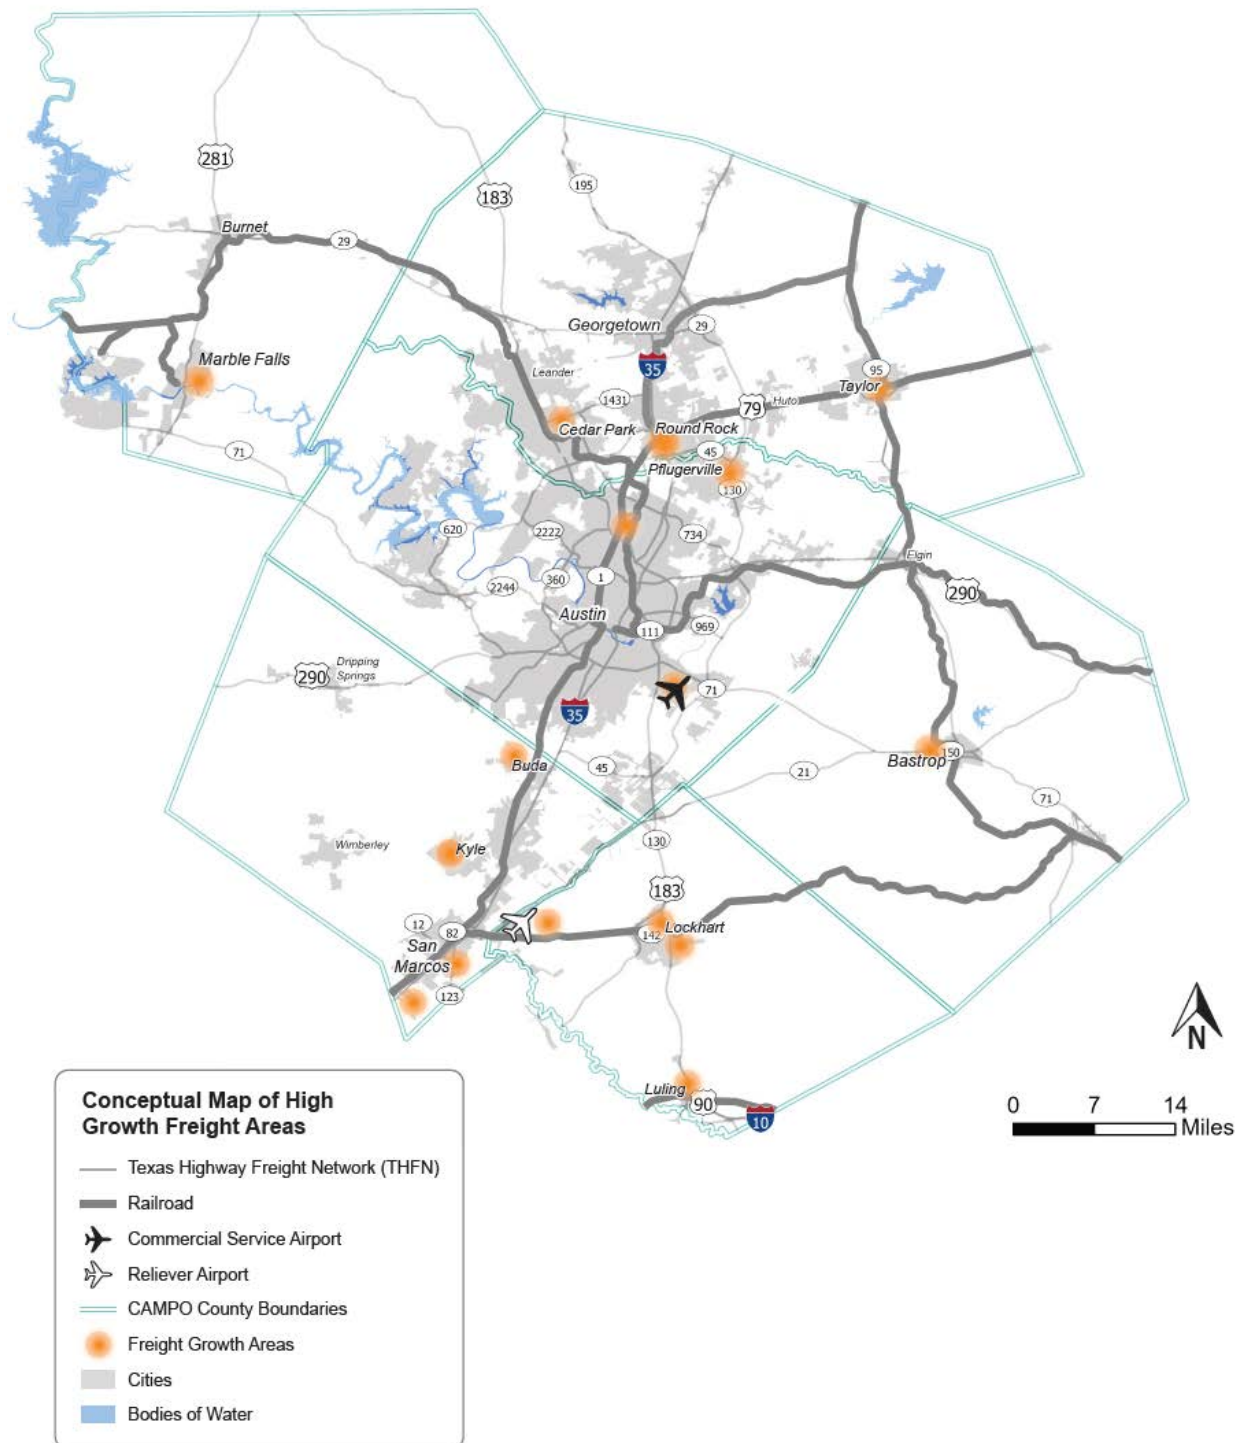 281
183
195
Burnet
29
Georgetown
29
35
Marble Falls
Leander
95
Taylor
1431
79
Huto
Cedar Park
Round Rock
71
45
Pflugerville
130
620
2222
734
Elgin
360
1
2244
290
Austin
111
969
Dripping
Springs
290
71
35
Buda
45
21
Bastrop
150
71
Wimberley
Kyle
130
183
12
82
142
Lockhart
San
Marcos
123
Luling
90
10
N
0 7 14
Miles
Conceptual Map of High
Growth Freight Areas
Texas Highway Freight Network (THFN)
Railroad
Commercial Service Airport
Reliever Airport
CAMPO County Boundaries
Freight Growth Areas
Cities
Bodies of Water